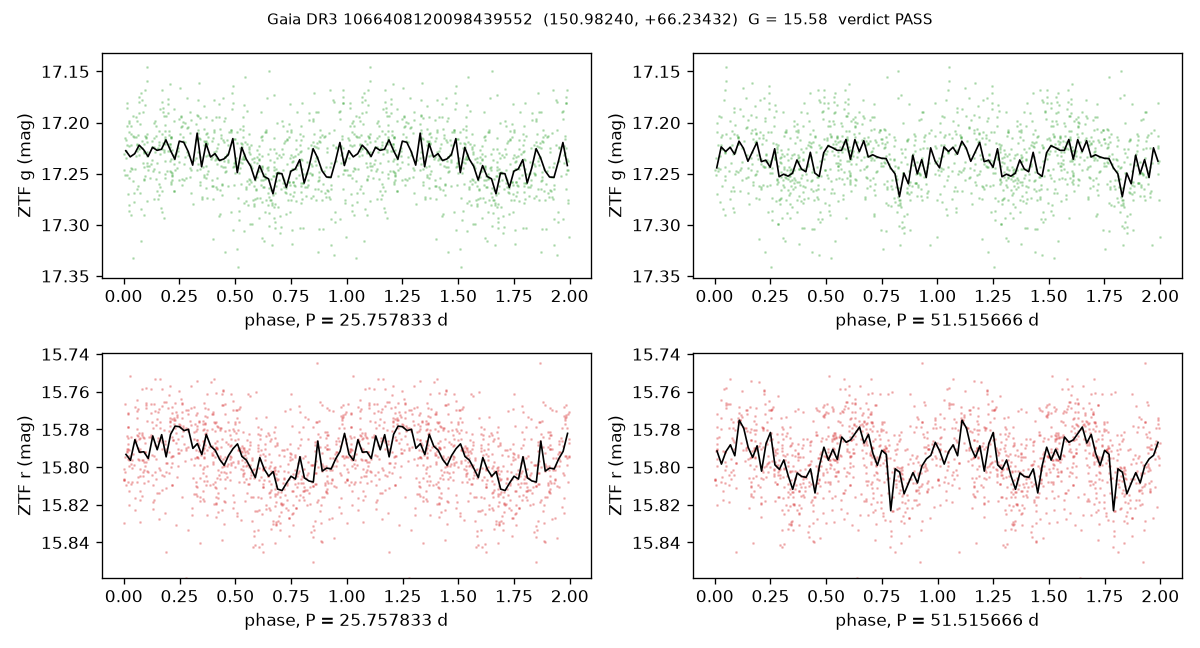 Gaia DR3 1066408120098439552 (150.98240, +66.23432) G = 15.58 verdict PASS
17.15
17.20
17.25
17.30
17.35
ZTF g (mag)
0.00 0.25 0.50 0.75 1.00 1.25 1.50 1.75 2.00
phase, P = 25.757833 d
17.15
17.20
17.25
17.30
17.35
ZTF g (mag)
0.00 0.25 0.50 0.75 1.00 1.25 1.50 1.75 2.00
phase, P = 51.515666 d
15.74
15.76
15.78
15.80
15.82
15.84
ZTF r (mag)
0.00 0.25 0.50 0.75 1.00 1.25 1.50 1.75 2.00
phase, P = 25.757833 d
15.74
15.76
15.78
15.80
15.82
15.84
ZTF r (mag)
0.00 0.25 0.50 0.75 1.00 1.25 1.50 1.75 2.00
phase, P = 51.515666 d